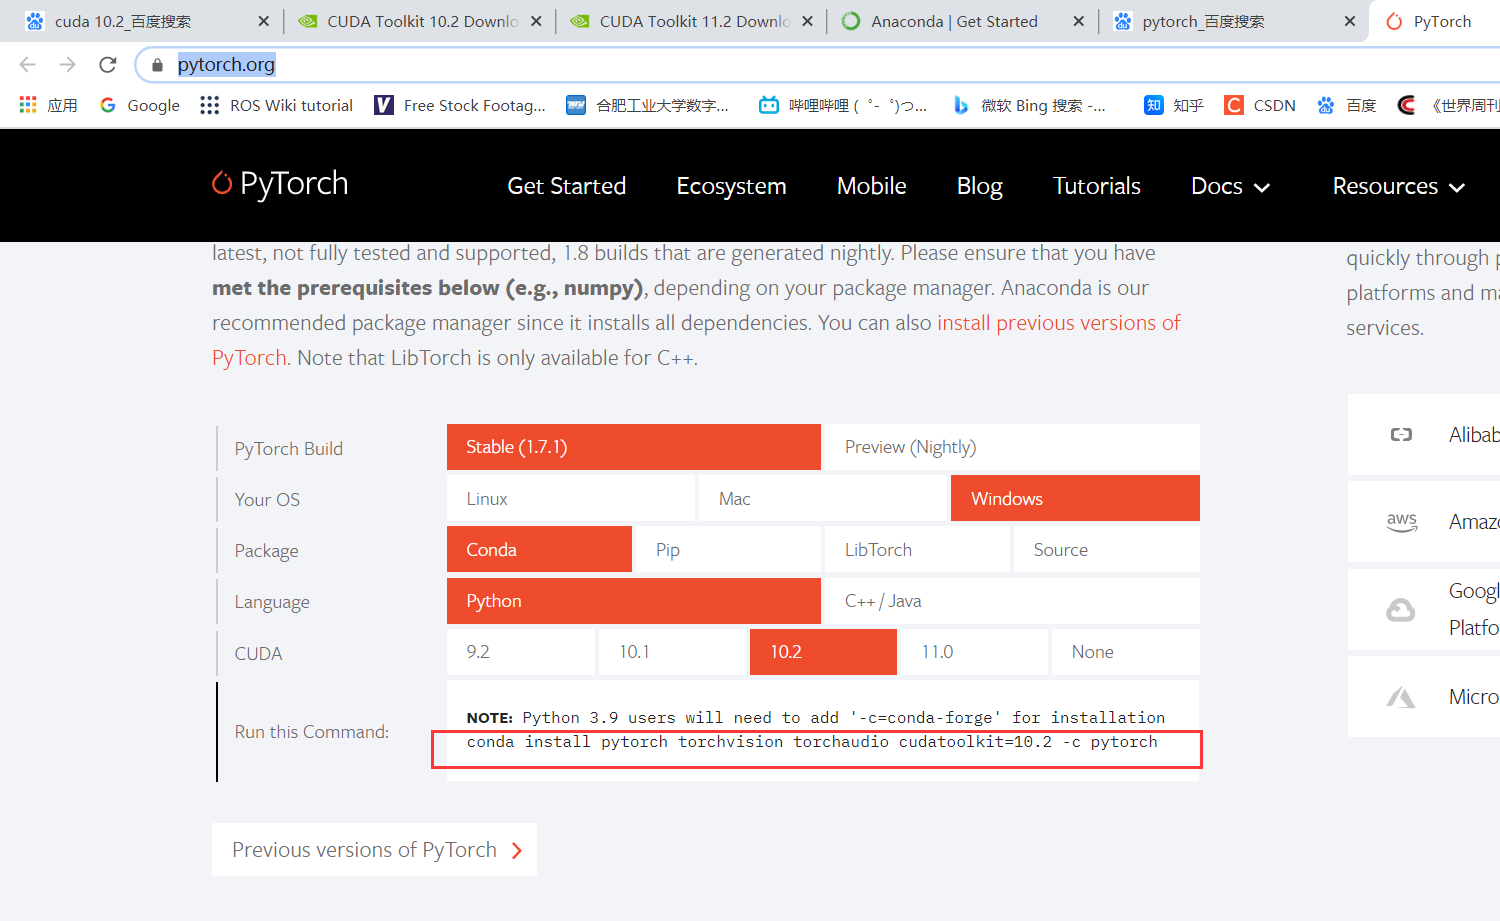 cuda 10.2_百度搜索
CUDA Toolkit 10.2 Downlo
CUDA Toolkit 11.2 Downlo
Anaconda | Get Started
pytorch_百度搜索
PyTorch
pytorch.org
应用
Google
ROS Wiki tutorial
Free Stock Footag...
合肥工业大学数字...
哔哩哔哩 (゜-゜)つ...
微软 Bing 搜索 -...
知乎
CSDN
百度
《世界周刊
PyTorch
Get Started
Ecosystem
Mobile
Blog
Tutorials
Docs
Resources
latest, not fully tested and supported, 1.8 builds that are generated nightly. Please ensure that you have
met the prerequisites below (e.g., numpy), depending on your package manager. Anaconda is our
recommended package manager since it installs all dependencies. You can also install previous versions of
PyTorch. Note that LibTorch is only available for C++.
quickly through p
platforms and ma
services.
PyTorch Build
Stable (1.7.1)
Preview (Nightly)
Your OS
Linux
Mac
Windows
Package
Conda
Pip
LibTorch
Source
Language
Python
C++ / Java
CUDA
9.2
10.1
10.2
11.0
None
Run this Command:
NOTE: Python 3.9 users will need to add '-c=conda-forge' for installation
conda install pytorch torchvision torchaudio cudatoolkit=10.2 -c pytorch
Previous versions of PyTorch
Alibab
aws
Amazo
Googl
Platfo
Micro